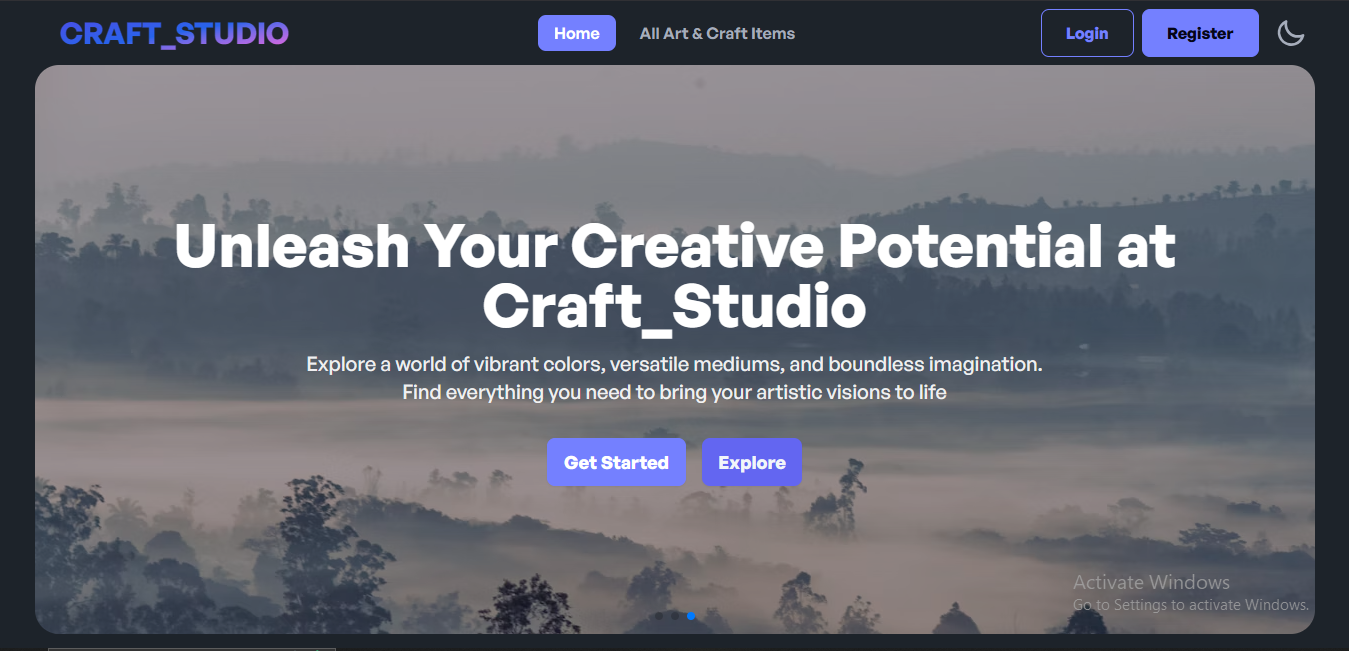 CRAFT_STUDIO
Home
All Art & Craft Items
Login
Register
Unleash Your Creative Potential at
Craft_Studio
Explore a world of vibrant colors, versatile mediums, and boundless imagination.
Find everything you need to bring your artistic visions to life
Get Started
Explore
Activate Windows
Go to Settings to activate Windows.